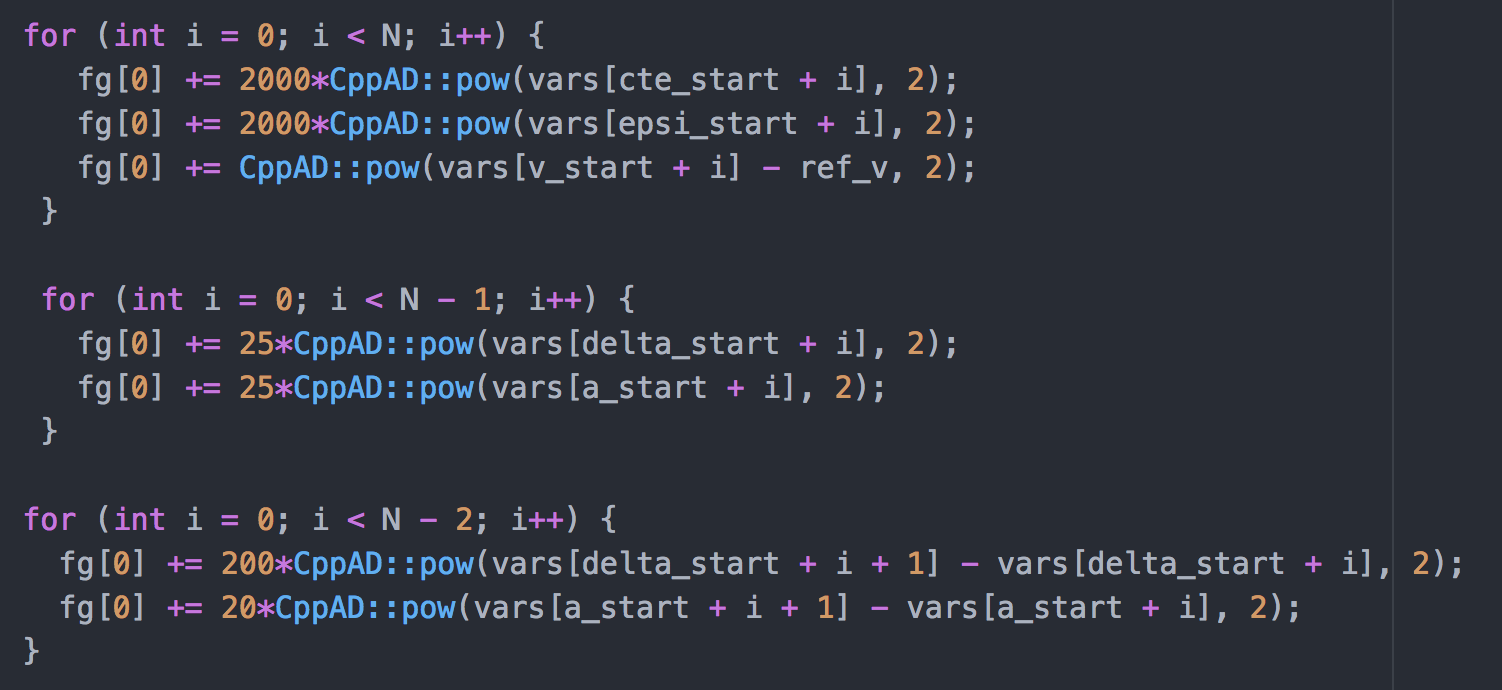 for (int i = 0; i < N; i++) {
fg[0] += 2000*CppAD::pow(vars[cte_start + i], 2);
fg[0] += 2000*CppAD::pow(vars[epsi_start + i], 2);
fg[0] += CppAD::pow(vars[v_start + i] - ref_v, 2);
}
for (int i = 0; i < N - 1; i++) {
fg[0] += 25*CppAD::pow(vars[delta_start + i], 2);
fg[0] += 25*CppAD::pow(vars[a_start + i], 2);
}
for (int i = 0; i < N - 2; i++) {
fg[0] += 200*CppAD::pow(vars[delta_start + i + 1] - vars[delta_start + i], 2);
fg[0] += 20*CppAD::pow(vars[a_start + i + 1] - vars[a_start + i], 2);
}